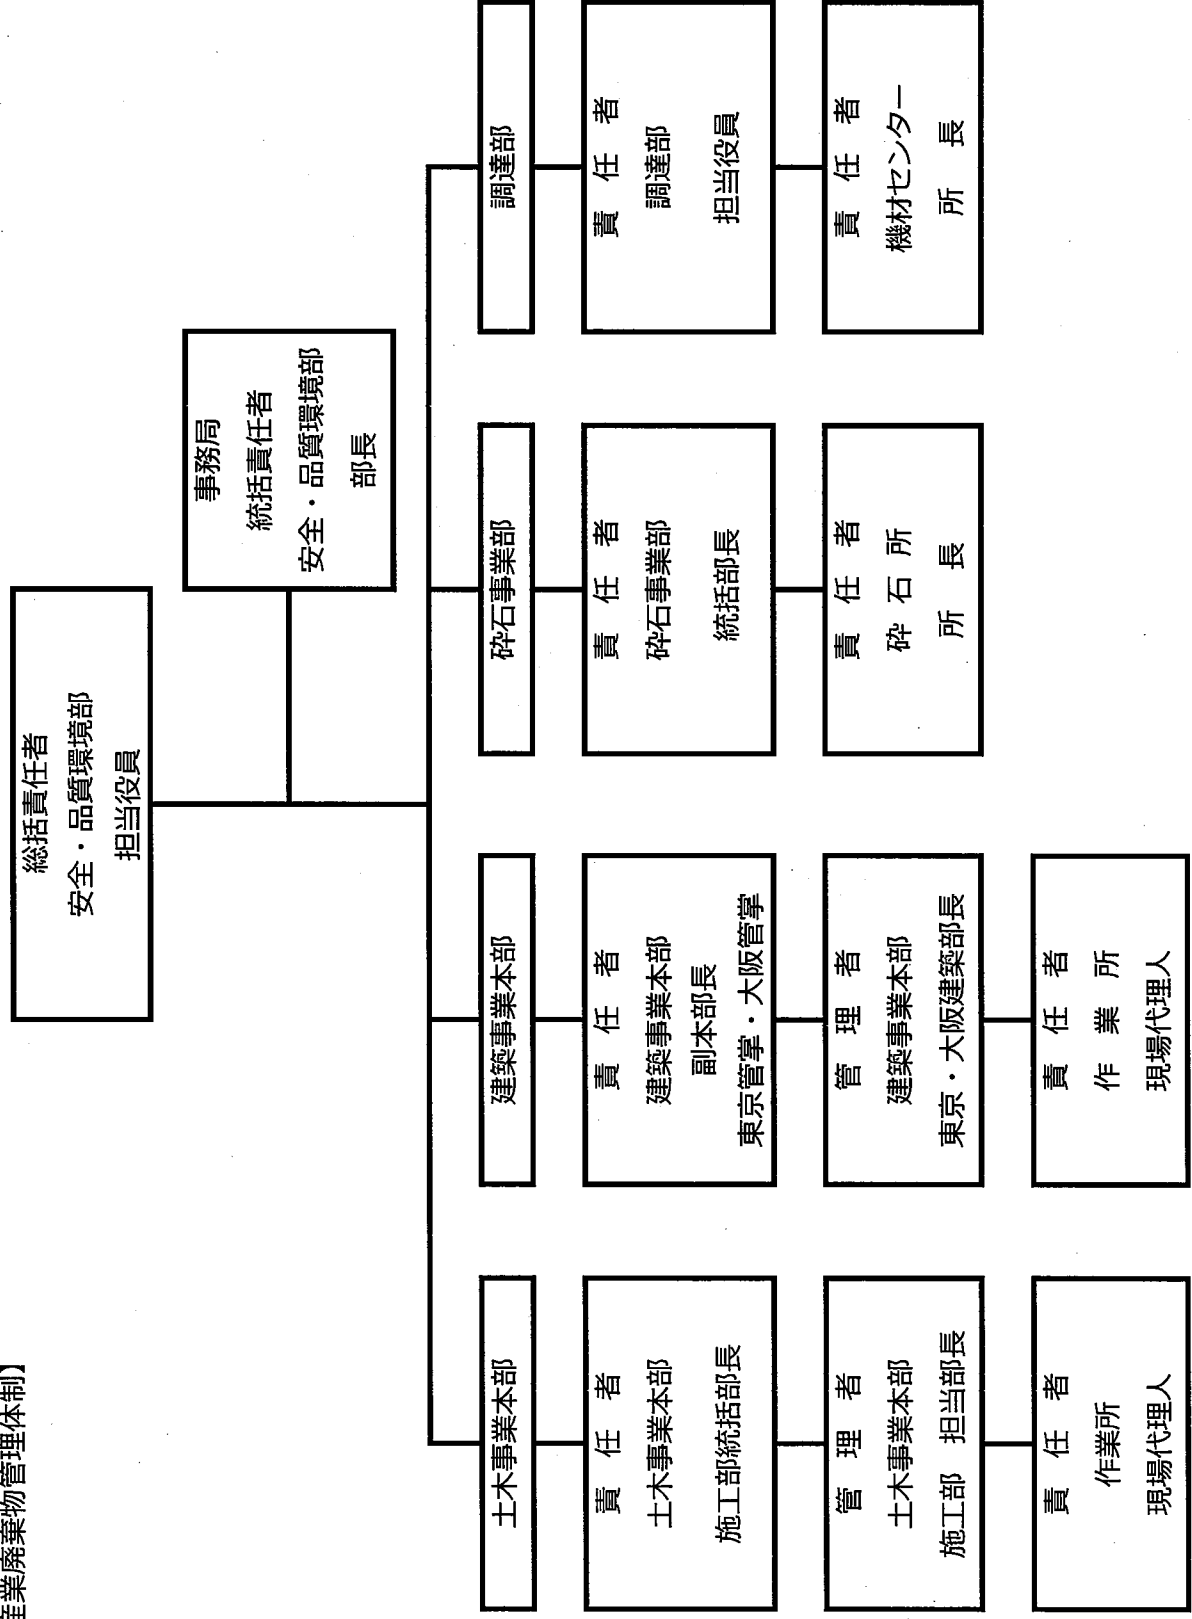 産業廃棄物管理体制】
総括責任者
安全・品質環境部
担当役員
事務局
統括責任者
安全・品質環境部
部長
土木事業本部
責任者
土木事業本部
施工部統括部長
管理者
土木事業本部
施工部 担当部長
責任者
作業所
現場代理人
建築事業本部
責任者
建築事業本部
副本部長
東京管掌・大阪管掌
管理者
建築事業本部
東京・大阪建築部長
責任者
作業所
現場代理人
砕石事業部
責任者
砕石事業部
統括部長
責任者
砕石所
所長
調達部
責任者
調達部
担当役員
責任者
機材センター
所長